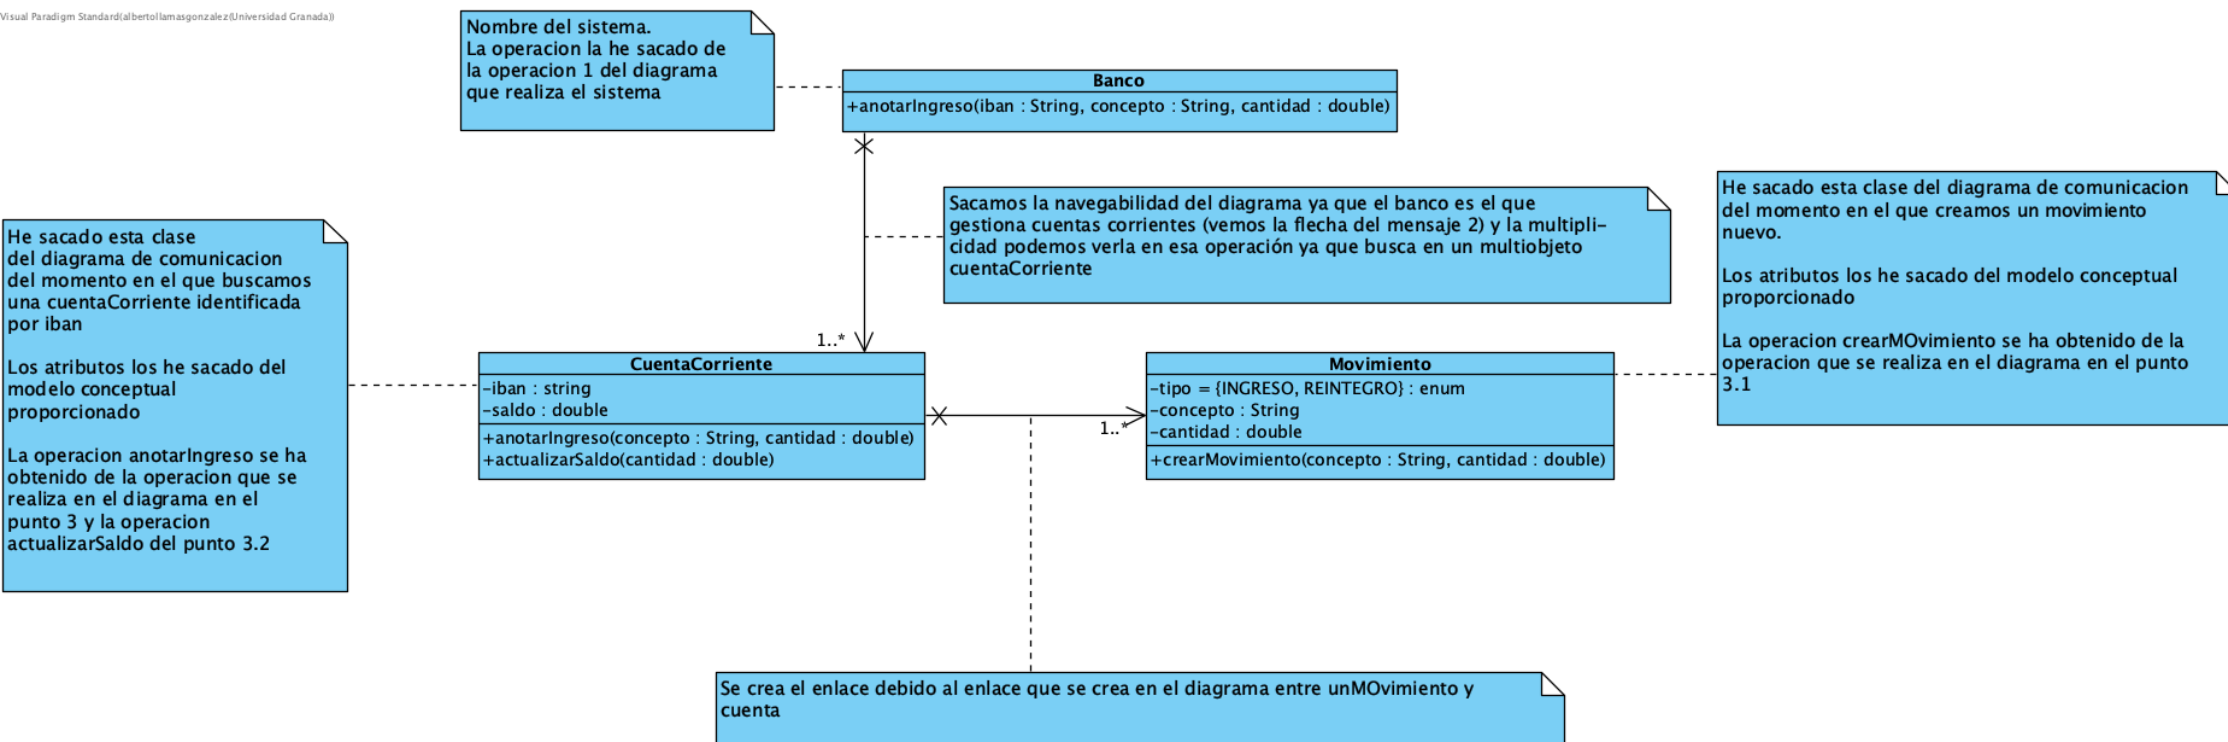 Visual Paradigm Standard(albertollamasgonzalez(Universidad Granada))
Nombre del sistema.
La operacion la he sacado de
la operacion 1 del diagrama
que realiza el sistema
Banco
+anotarIngreso(iban : String, concepto : String, cantidad : double)
Sacamos la navegabilidad del diagrama ya que el banco es el que
gestiona cuentas corrientes (vemos la flecha del mensaje 2) y la multipli-
cidad podemos verla en esa operación ya que busca en un multiobjeto
cuentaCorriente
He sacado esta clase del diagrama de comunicacion
del momento en el que creamos un movimiento
nuevo.
Los atributos los he sacado del modelo conceptual
proporcionado
La operacion crearMOvimiento se ha obtenido de la
operacion que se realiza en el diagrama en el punto
3.1
He sacado esta clase
del diagrama de comunicacion
del momento en el que buscamos
una cuentaCorriente identificada
por iban
Los atributos los he sacado del
modelo conceptual
proporcionado
La operacion anotarIngreso se ha
obtenido de la operacion que se
realiza en el diagrama en el
punto 3 y la operacion
actualizarSaldo del punto 3.2
1..*
CuentaCorriente
-iban : string
-saldo : double
+anotarIngreso(concepto : String, cantidad : double)
+actualizarSaldo(cantidad : double)
1..*
Movimiento
-tipo = {INGRESO, REINTEGRO} : enum
-concepto : String
-cantidad : double
+crearMovimiento(concepto : String, cantidad : double)
Se crea el enlace debido al enlace que se crea en el diagrama entre unMOvimiento y
cuenta